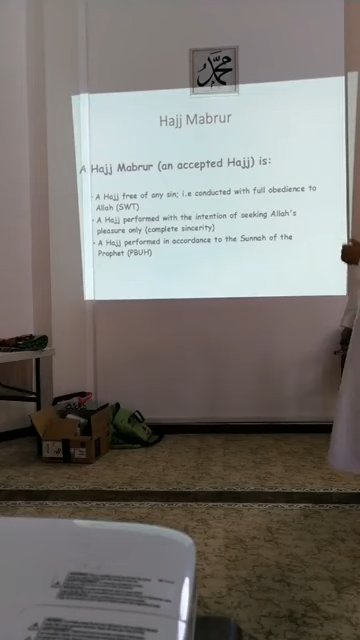 محمد
Hajj Mabrur
A Hajj Mabrur (an accepted Hajj) is:
• A Hajj free of any sin; i.e conducted with full obedience to
Allah (SWT)
• A Hajj performed with the intention of seeking Allah's
pleasure only (complete sincerity)
• A Hajj performed in accordance to the Sunnah of the
Prophet (PBUH)